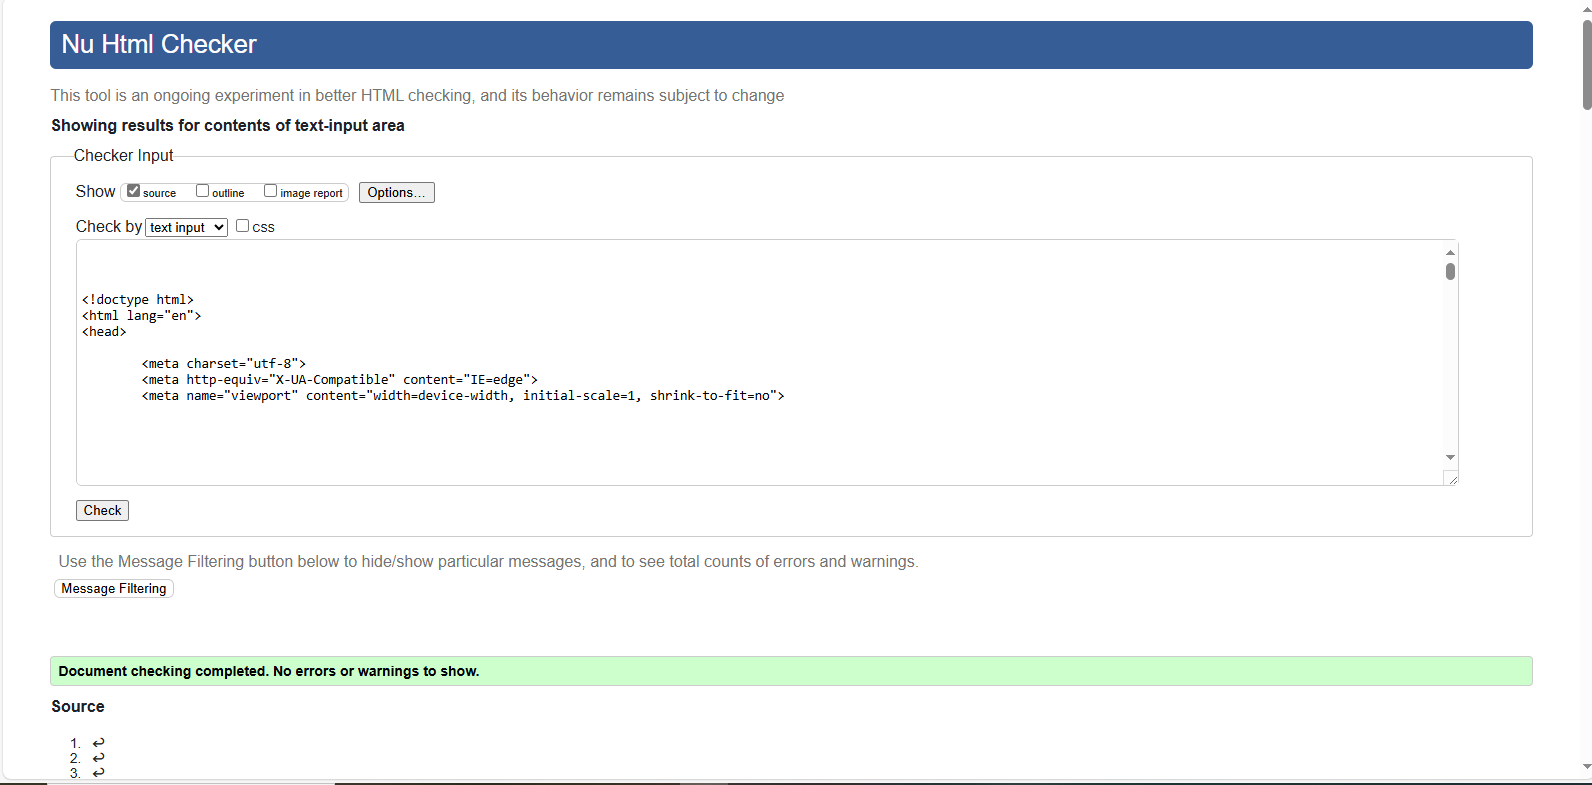 Nu Html Checker
This tool is an ongoing experiment in better HTML checking, and its behavior remains subject to change
Showing results for contents of text-input area
Checker Input
Show source outline image report Options...
Check by text input css
<!doctype html>
<html lang="en">
<head>
<meta charset="utf-8">
<meta http-equiv="X-UA-Compatible" content="IE=edge">
<meta name="viewport" content="width=device-width, initial-scale=1, shrink-to-fit=no">
Check
Use the Message Filtering button below to hide/show particular messages, and to see total counts of errors and warnings.
Message Filtering
Document checking completed. No errors or warnings to show.
Source
1. ↩
2. ↩
3. ↩